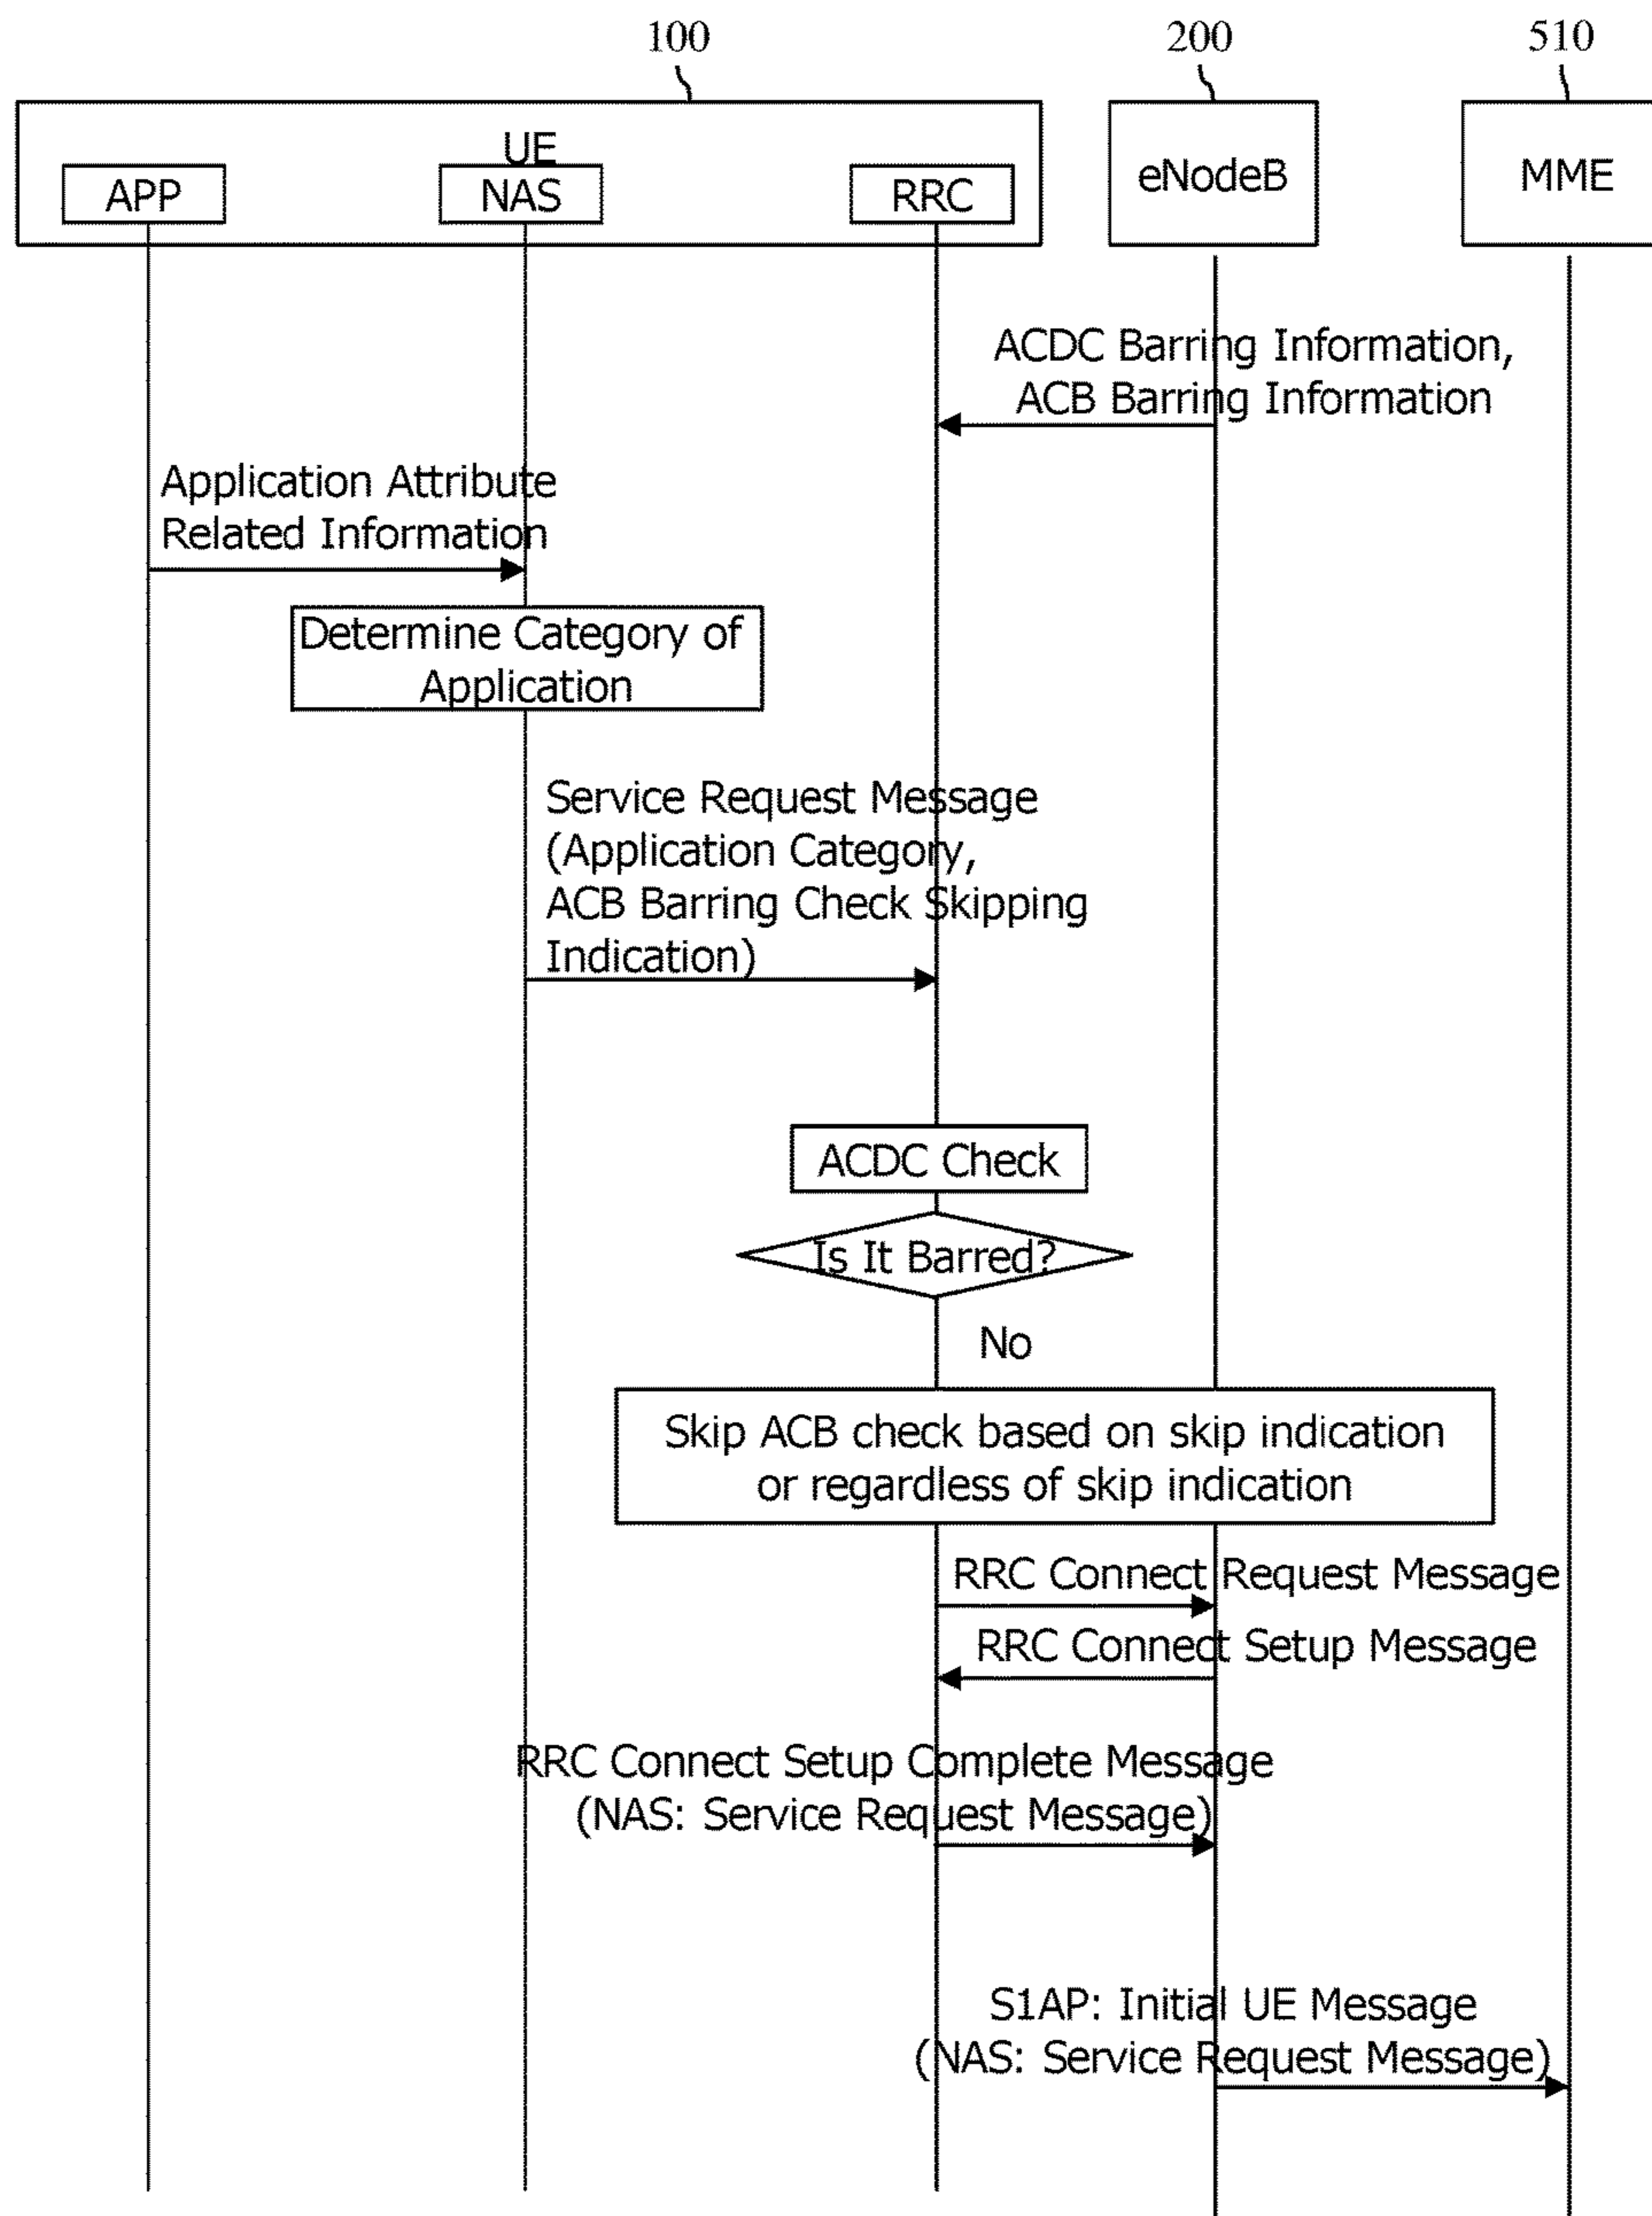 100
200
510
UE
APP
NAS
RRC
eNodeB
MME
ACDC Barring Information,
ACB Barring Information
Application Attribute
Related Information
Determine Category of
Application
Service Request Message
(Application Category,
ACB Barring Check Skipping
Indication)
ACDC Check
Is It Barred?
No
Skip ACB check based on skip indication
or regardless of skip indication
RRC Connect Request Message
RRC Connect Setup Message
RRC Connect Setup Complete Message
(NAS: Service Request Message)
S1AP: Initial UE Message
(NAS: Service Request Message)